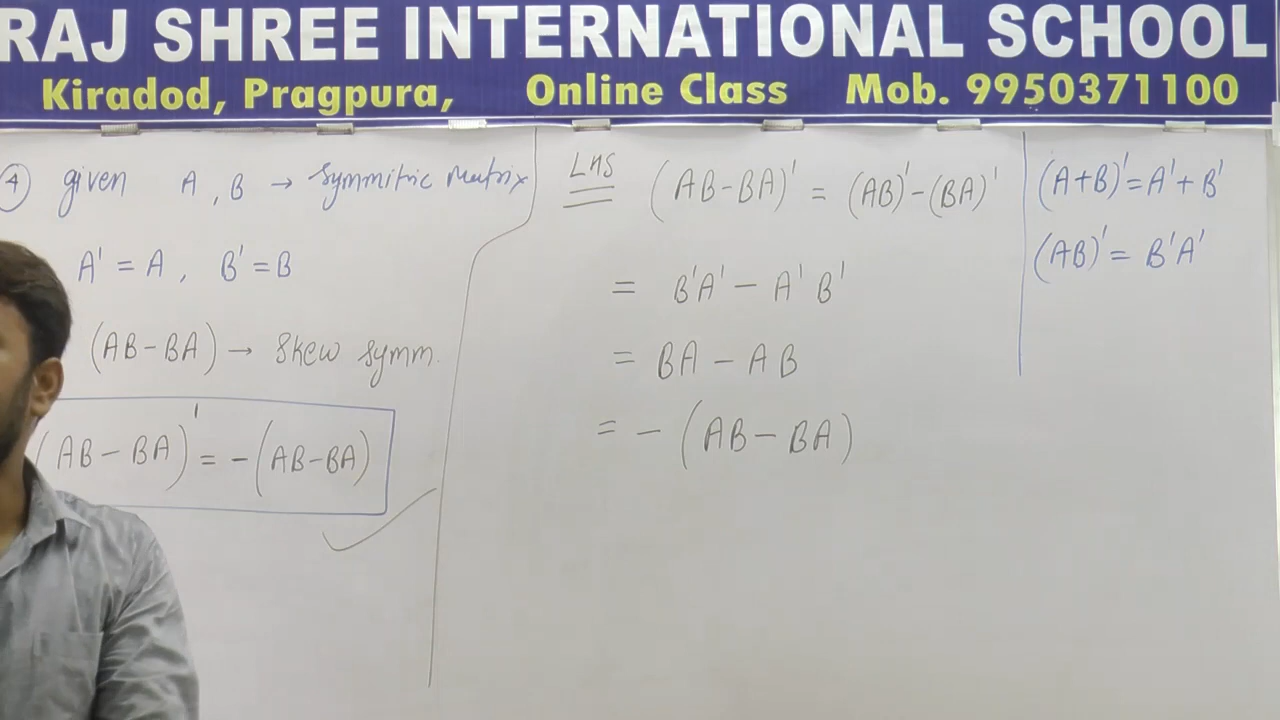 RAJ SHREE INTERNATIONAL SCHOOL
Kiradod, Pragpura, Online Class Mob. 9950371100
④ given A , B → Symmitric Matrix
A' = A , B' = B
(AB - BA) → Skew symm.
(AB - BA)' = - (AB - BA)
LHS (AB - BA)' = (AB)' - (BA)'
= B'A' - A'B'
= BA - AB
= - (AB - BA)
(A+B)' = A' + B'
(AB)' = B'A'